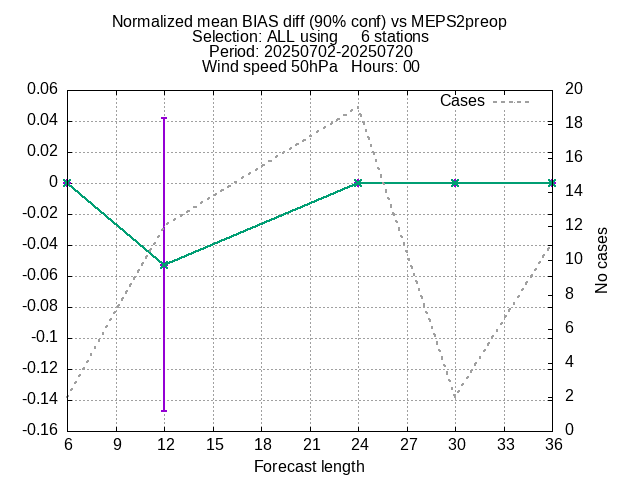 Normalized mean BIAS diff (90% conf) vs MEPS2preop
Selection: ALL using     6 stations
Period: 20250702-20250720
Wind speed 50hPa   Hours: 00
Cases
0.06
0.04
0.02
0
-0.02
-0.04
-0.06
-0.08
-0.1
-0.12
-0.14
-0.16
20
18
16
14
12
10
8
6
4
2
0
No cases
6 9 12 15 18 21 24 27 30 33 36
Forecast length